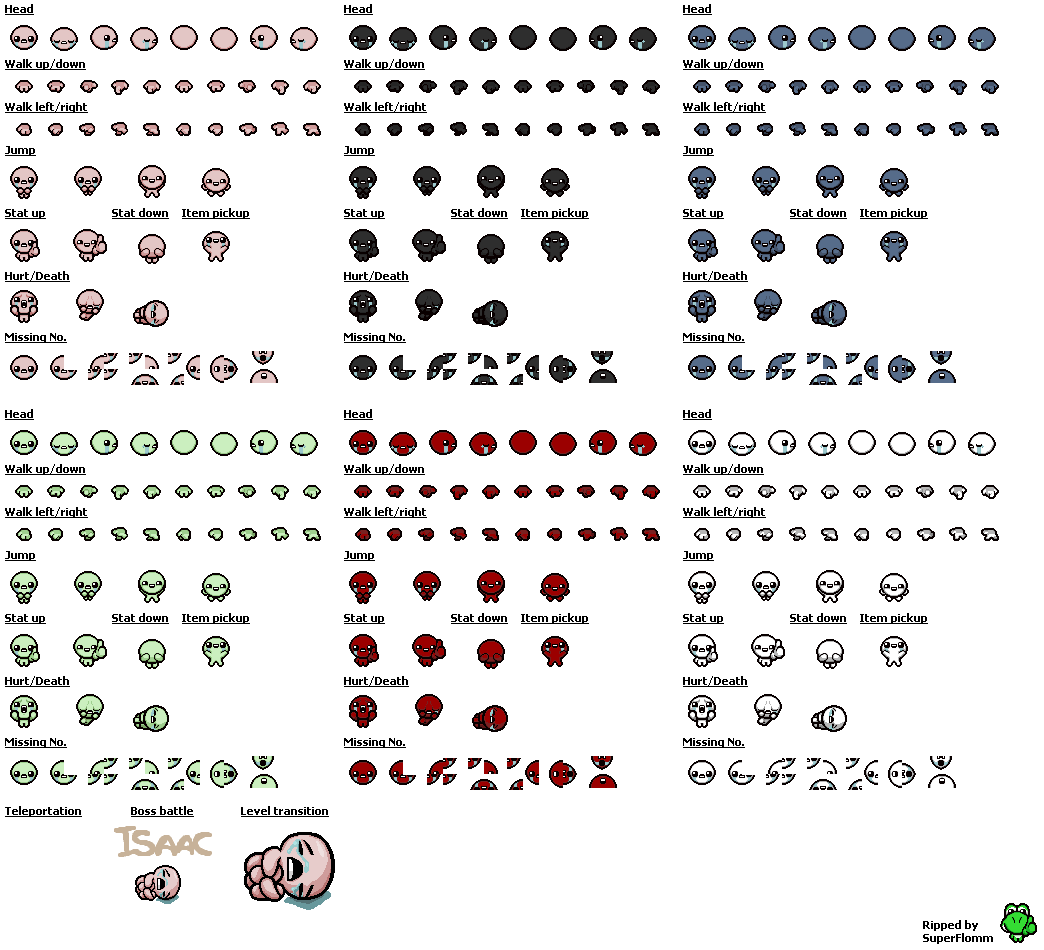 Head
Head
Head
Walk up/down
Walk up/down
Walk up/down
Walk left/right
Walk left/right
Walk left/right
Jump
Jump
Jump
Stat up Stat down Item pickup
Stat up Stat down Item pickup
Stat up Stat down Item pickup
Hurt/Death
Hurt/Death
Hurt/Death
Missing No.
Missing No.
Missing No.
Head
Head
Head
Walk up/down
Walk up/down
Walk up/down
Walk left/right
Walk left/right
Walk left/right
Jump
Jump
Jump
Stat up Stat down Item pickup
Stat up Stat down Item pickup
Stat up Stat down Item pickup
Hurt/Death
Hurt/Death
Hurt/Death
Missing No.
Missing No.
Missing No.
Teleportation Boss battle Level transition
ISAAC
Ripped by
SuperFlomm